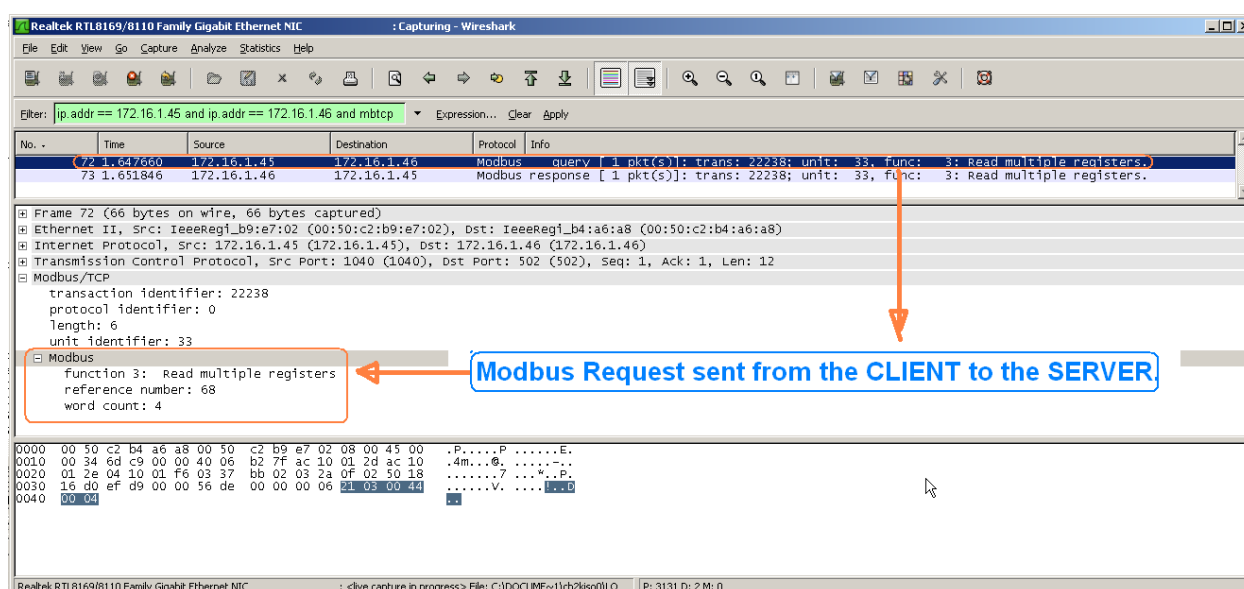 Realtek RTL8169/8110 Family Gigabit Ethernet NIC : Capturing - Wireshark
File Edit View Go Capture Analyze Statistics Help
Filter: ip.addr == 172.16.1.45 and ip.addr == 172.16.1.46 and mbtcp Expression... Clear Apply
No. . Time Source Destination Protocol Info
72 1.647660 172.16.1.45 172.16.1.46 Modbus query [ 1 pkt(s)]: trans: 22238; unit: 33, func: 3: Read multiple registers.
73 1.651846 172.16.1.46 172.16.1.45 Modbus response [ 1 pkt(s)]: trans: 22238; unit: 33, func: 3: Read multiple registers.
Frame 72 (66 bytes on wire, 66 bytes captured)
Ethernet II, Src: IeeeRegi_b9:e7:02 (00:50:c2:b9:e7:02), Dst: IeeeRegi_b4:a6:a8 (00:50:c2:b4:a6:a8)
Internet Protocol, Src: 172.16.1.45 (172.16.1.45), Dst: 172.16.1.46 (172.16.1.46)
Transmission Control Protocol, Src Port: 1040 (1040), Dst Port: 502 (502), Seq: 1, Ack: 1, Len: 12
Modbus/TCP
transaction identifier: 22238
protocol identifier: 0
length: 6
unit identifier: 33
Modbus
function 3: Read multiple registers
reference number: 68
word count: 4
Modbus Request sent from the CLIENT to the SERVER.
0000 00 50 c2 b4 a6 a8 00 50 c2 b9 e7 02 08 00 45 00 .P.....P ......E.
0010 00 34 6d c9 00 00 40 06 b2 7f ac 10 01 2d ac 10 .4m...@. .....-..
0020 01 2e 04 10 01 f6 03 37 bb 02 03 2a 0f 02 50 18 .......7 ...*..P.
0030 16 d0 ef d9 00 00 56 de 00 00 00 06 21 03 00 44 ......V. ....!..D
0040 00 04 ..
Realtek RTL8169/8110 Family Gigabit Ethernet NIC : <live capture in progress> File: C:\DOCUME~1\cb2kiso0\LO P: 3131 D: 2 M: 0